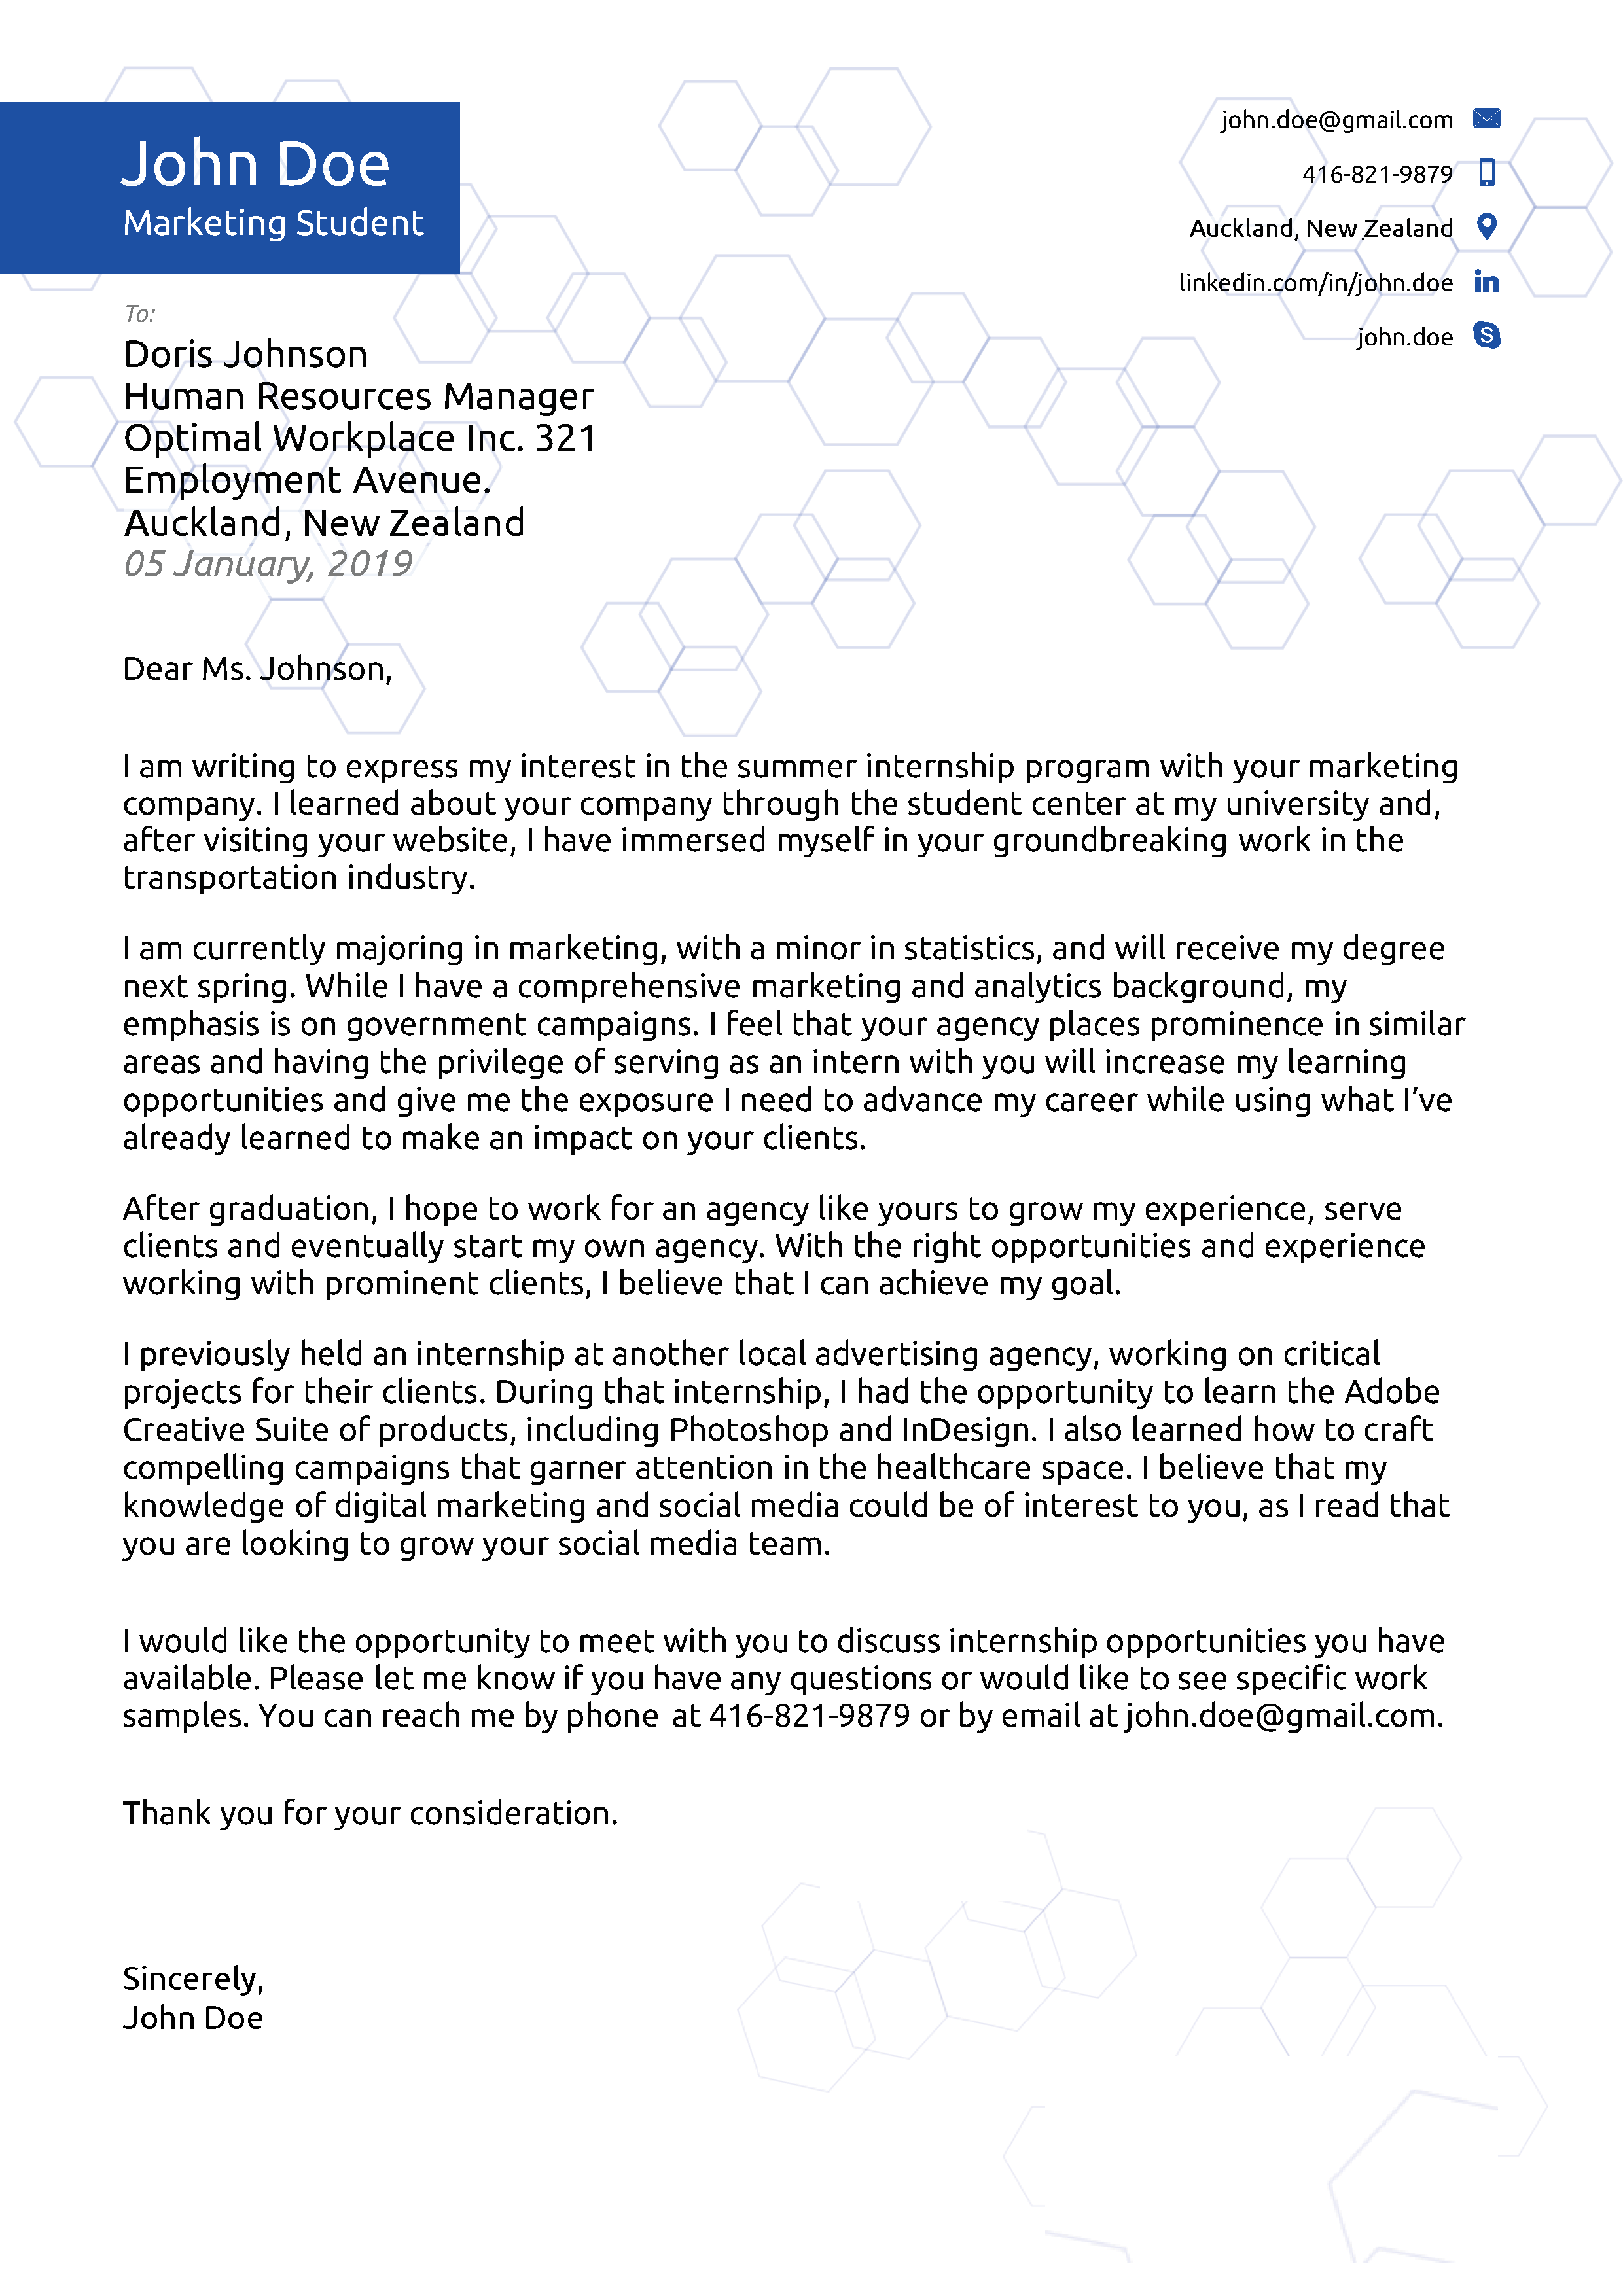 John Doe
Marketing Student
john.doe@gmail.com
416-821-9879
Auckland, New Zealand
linkedin.com/in/john.doe
john.doe
To:
Doris Johnson
Human Resources Manager
Optimal Workplace Inc. 321
Employment Avenue.
Auckland, New Zealand
05 January, 2019
Dear Ms. Johnson,
I am writing to express my interest in the summer internship program with your marketing
company. I learned about your company through the student center at my university and,
after visiting your website, I have immersed myself in your groundbreaking work in the
transportation industry.
I am currently majoring in marketing, with a minor in statistics, and will receive my degree
next spring. While I have a comprehensive marketing and analytics background, my
emphasis is on government campaigns. I feel that your agency places prominence in similar
areas and having the privilege of serving as an intern with you will increase my learning
opportunities and give me the exposure I need to advance my career while using what I’ve
already learned to make an impact on your clients.
After graduation, I hope to work for an agency like yours to grow my experience, serve
clients and eventually start my own agency. With the right opportunities and experience
working with prominent clients, I believe that I can achieve my goal.
I previously held an internship at another local advertising agency, working on critical
projects for their clients. During that internship, I had the opportunity to learn the Adobe
Creative Suite of products, including Photoshop and InDesign. I also learned how to craft
compelling campaigns that garner attention in the healthcare space. I believe that my
knowledge of digital marketing and social media could be of interest to you, as I read that
you are looking to grow your social media team.
I would like the opportunity to meet with you to discuss internship opportunities you have
available. Please let me know if you have any questions or would like to see specific work
samples. You can reach me by phone at 416-821-9879 or by email at john.doe@gmail.com.
Thank you for your consideration.
Sincerely,
John Doe